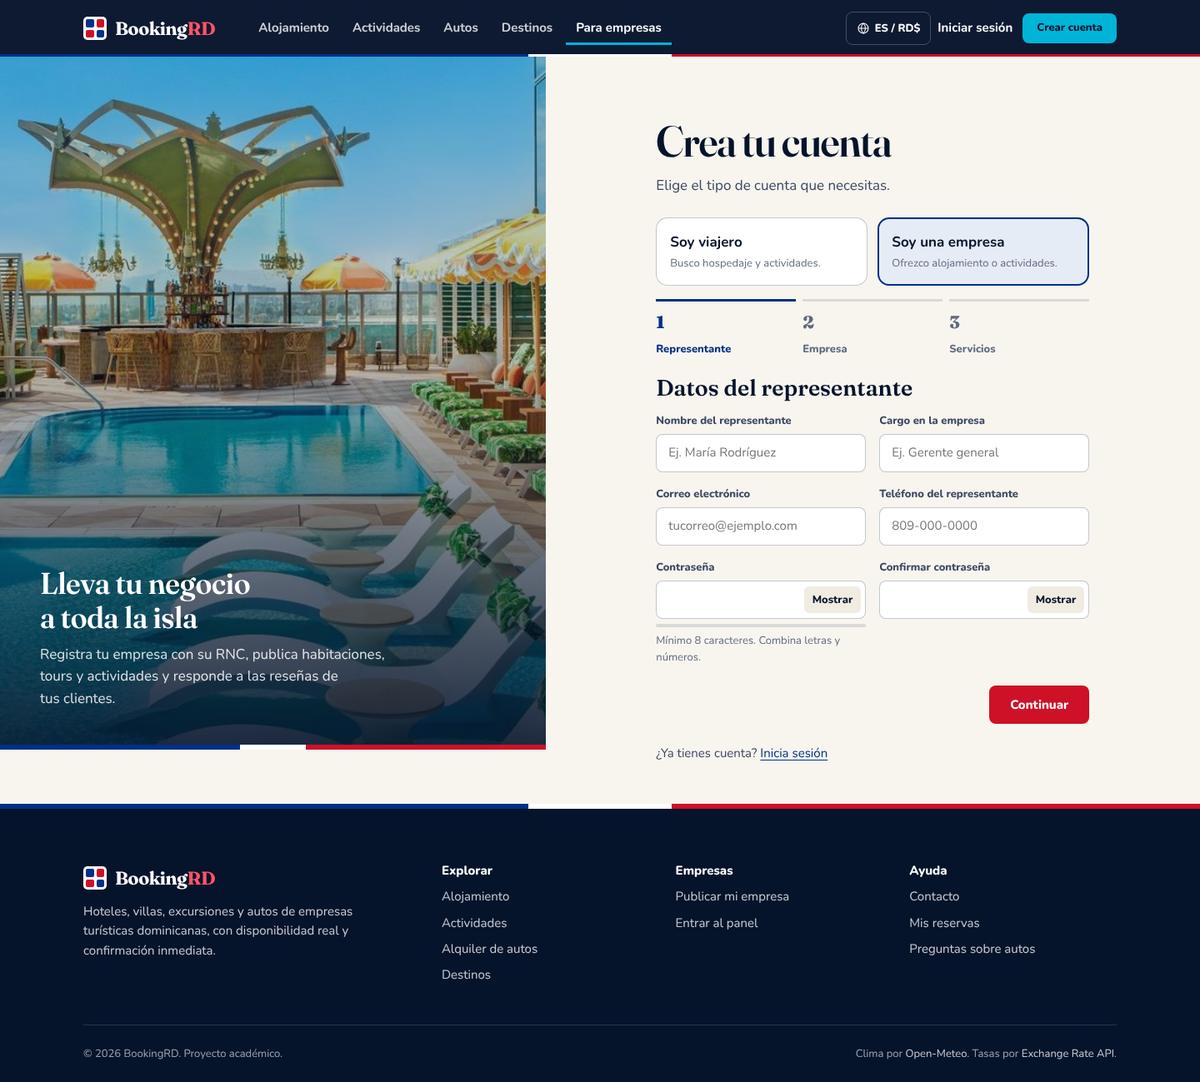 BookingRD
Alojamiento
Actividades
Autos
Destinos
Para empresas
ES / RD$
Iniciar sesión
Crear cuenta
Lleva tu negocio
a toda la isla
Registra tu empresa con su RNC, publica habitaciones,
tours y actividades y responde a las reseñas de
tus clientes.
Crea tu cuenta
Elige el tipo de cuenta que necesitas.
Soy viajero
Busco hospedaje y actividades.
Soy una empresa
Ofrezco alojamiento o actividades.
1
Representante
2
Empresa
3
Servicios
Datos del representante
Nombre del representante
Ej. María Rodríguez
Cargo en la empresa
Ej. Gerente general
Correo electrónico
tucorreo@ejemplo.com
Teléfono del representante
809-000-0000
Contraseña
Mostrar
Confirmar contraseña
Mostrar
Mínimo 8 caracteres. Combina letras y
números.
Continuar
¿Ya tienes cuenta? Inicia sesión
BookingRD
Hoteles, villas, excursiones y autos de empresas
turísticas dominicanas, con disponibilidad real y
confirmación inmediata.
Explorar
Alojamiento
Actividades
Alquiler de autos
Destinos
Empresas
Publicar mi empresa
Entrar al panel
Ayuda
Contacto
Mis reservas
Preguntas sobre autos
© 2026 BookingRD. Proyecto académico.
Clima por Open-Meteo. Tasas por Exchange Rate API.